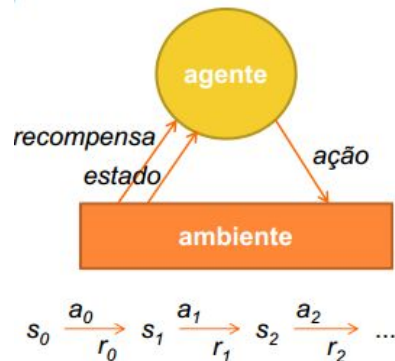 agente
recompensa
estado
ação
ambiente
s0 a0 r0 s1 a1 r1 s2 a2 r2 ...